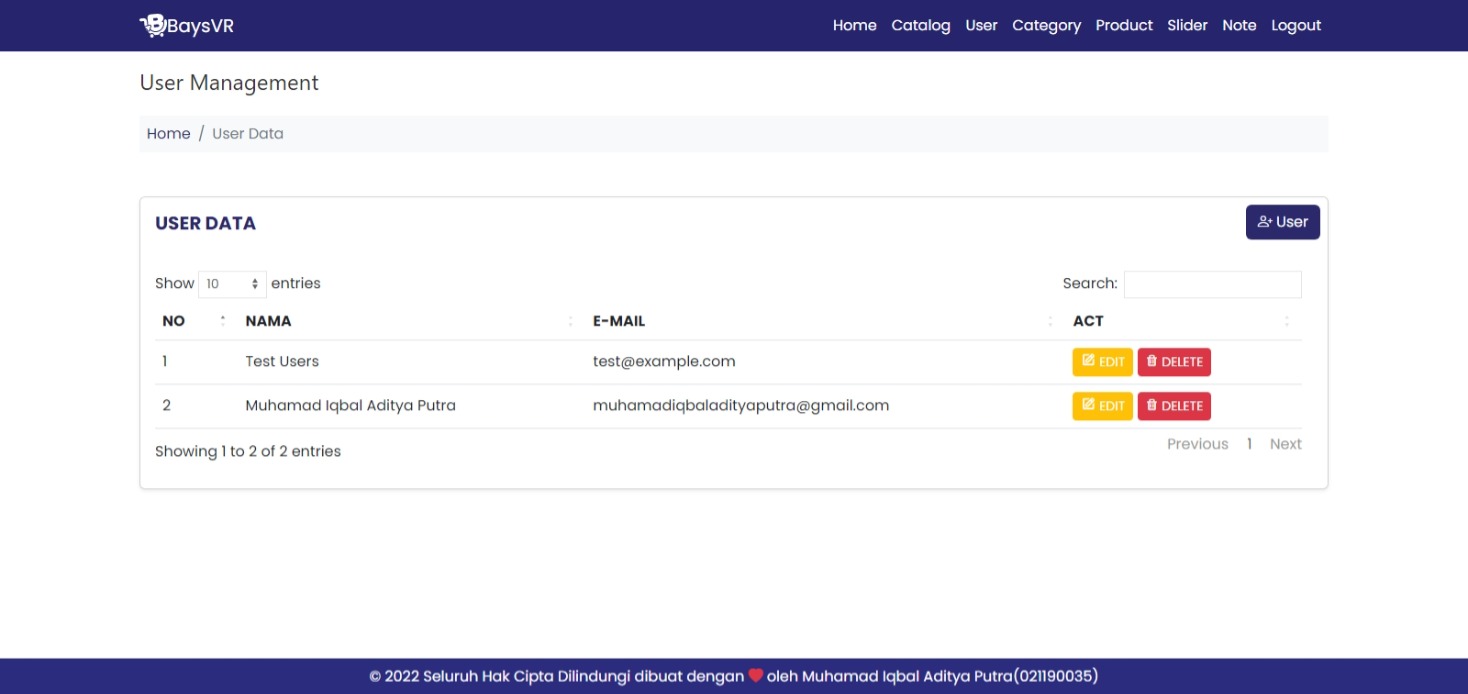 BaysVR Home Catalog User Category Product Slider Note Logout
User Management
Home / User Data
USER DATA User
Show 10 entries Search:
NO NAMA E-MAIL ACT
1 Test Users test@example.com EDIT DELETE
2 Muhamad Iqbal Aditya Putra muhamadiqbaladityaputra@gmail.com EDIT DELETE
Showing 1 to 2 of 2 entries Previous 1 Next
© 2022 Seluruh Hak Cipta Dilindungi dibuat dengan ❤ oleh Muhamad Iqbal Aditya Putra(021190035)